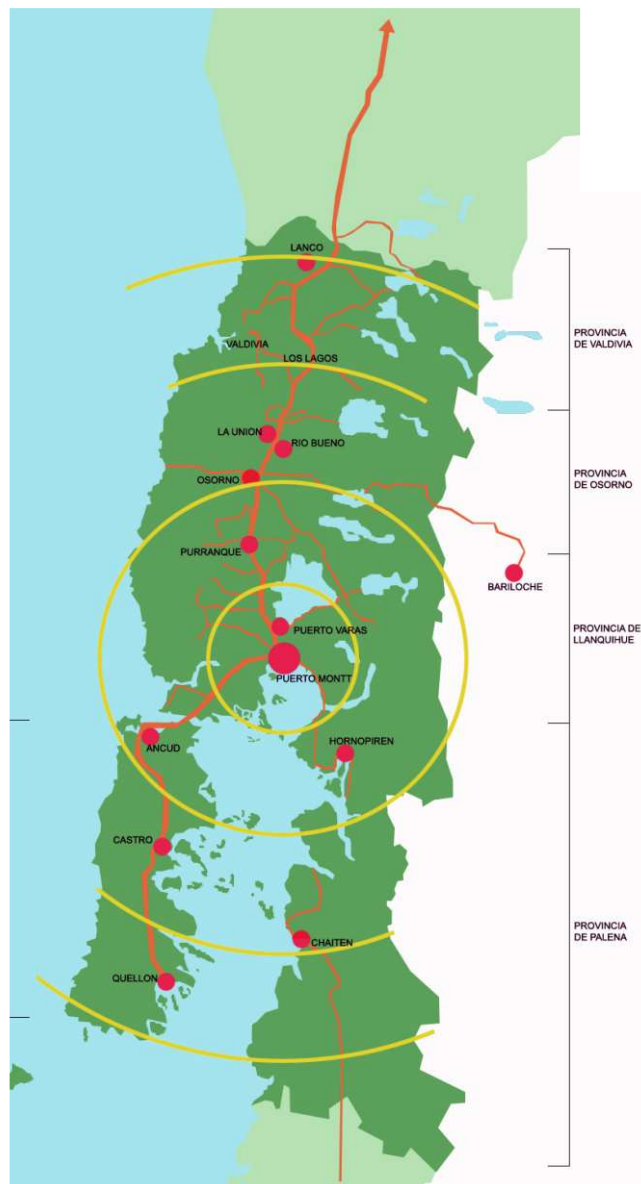 LANCO
PROVINCIA
DE VALDIVIA
VALDIVIA
LOS LAGOS
LA UNION
RIO BUENO
OSORNO
PROVINCIA
DE OSORNO
PURRANQUE
BARILOCHE
PUERTO VARAS
PROVINCIA DE
LLANQUIHUE
PUERTO MONTT
ANCUD
HORNOPIREN
CASTRO
PROVINCIA
DE PALENA
CHAITEN
QUELLON